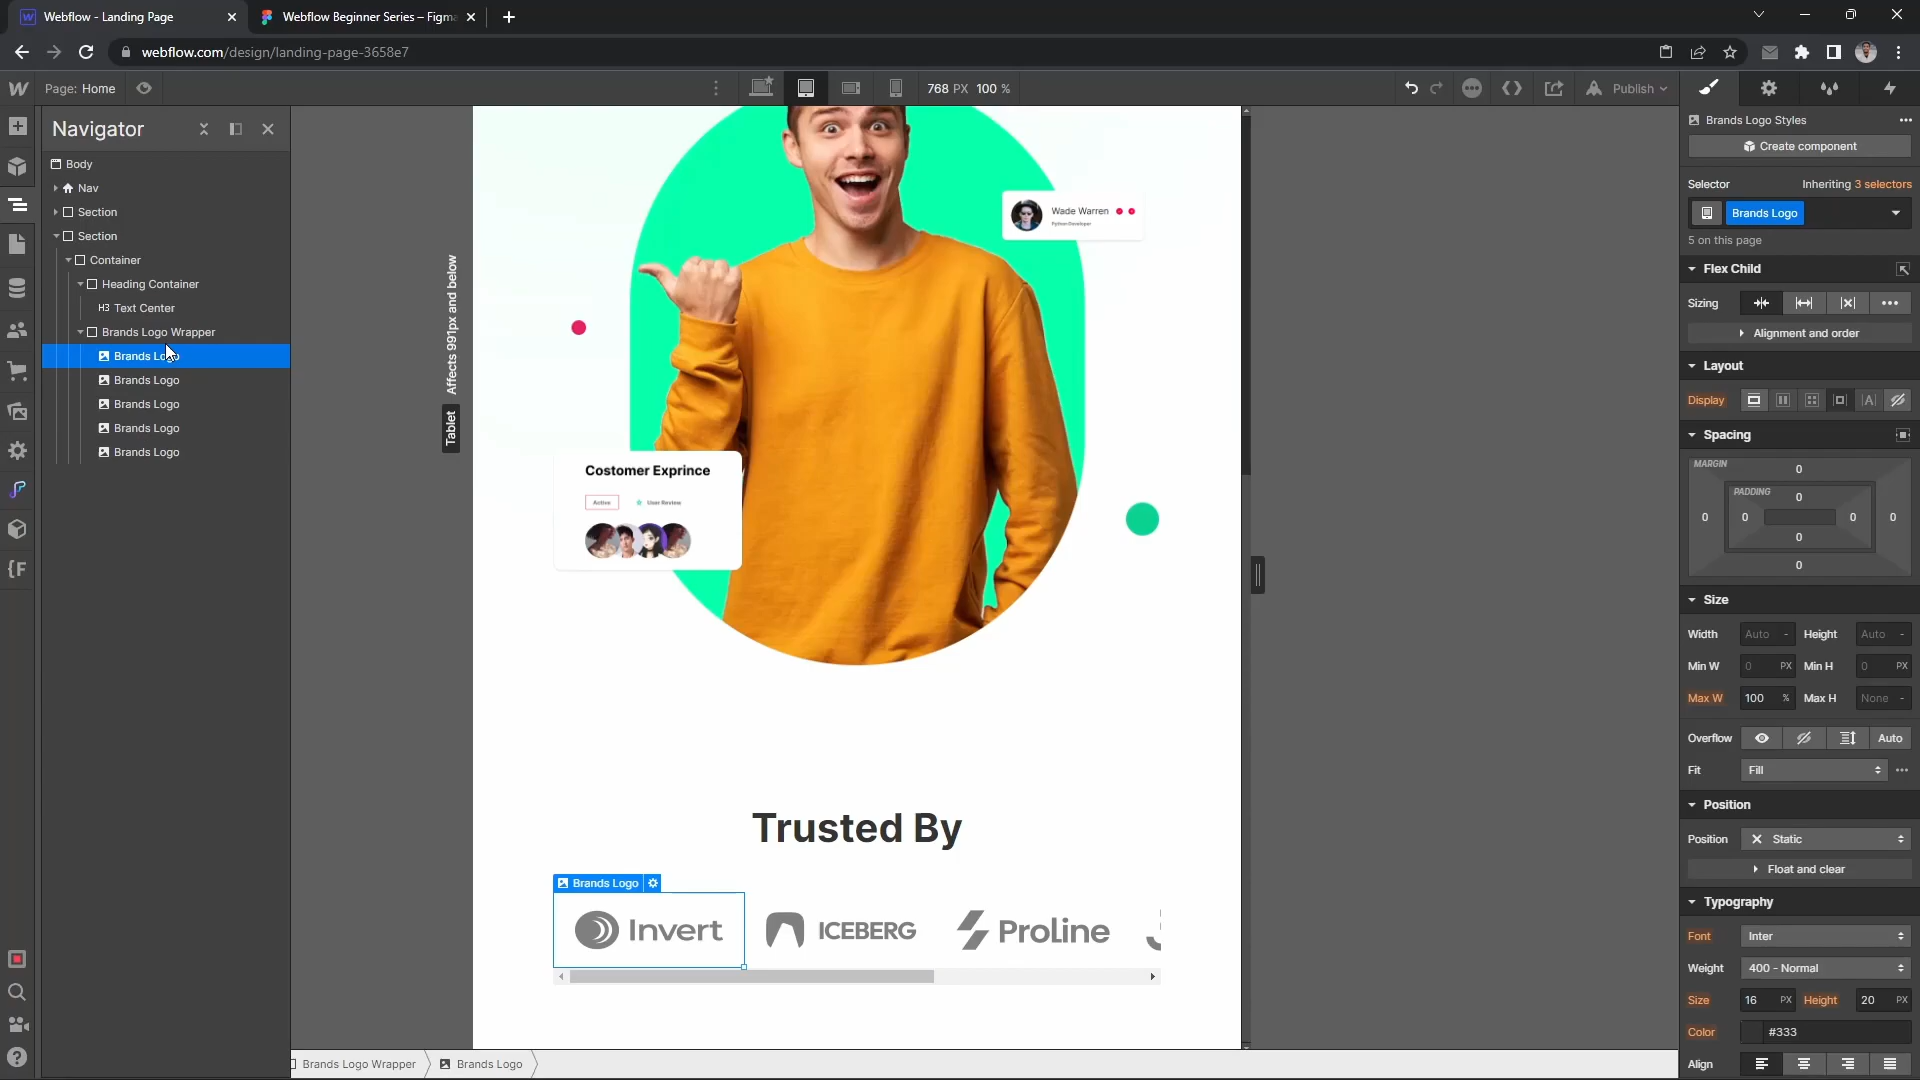 Webflow - Landing Page
Webflow Beginner Series – Figma
webflow.com/design/landing-page-3658e7
Page: Home
768 PX 100 %
Publish
Navigator
Body
Nav
Section
Section
Container
Heading Container
H3 Text Center
Brands Logo Wrapper
Brands Logo
Brands Logo
Brands Logo
Brands Logo
Brands Logo
Affects 991px and below
Tablet
Wade Warren
Python Developer
Costomer Exprince
Active
User Review
Trusted By
Brands Logo
Invert
ICEBERG
Proline
Brands Logo Wrapper
Brands Logo
Brands Logo Styles
Create component
Selector
Inheriting 3 selectors
Brands Logo
5 on this page
Flex Child
Sizing
Alignment and order
Layout
Display
Spacing
MARGIN
0
PADDING
0
0 0 0 0
0
0
Size
Width Auto - Height Auto -
Min W 0 PX Min H 0 PX
Max W 100 % Max H None -
Overflow Auto
Fit Fill
Position
Position Static
Float and clear
Typography
Font Inter
Weight 400 - Normal
Size 16 PX Height 20 PX
Color #333
Align